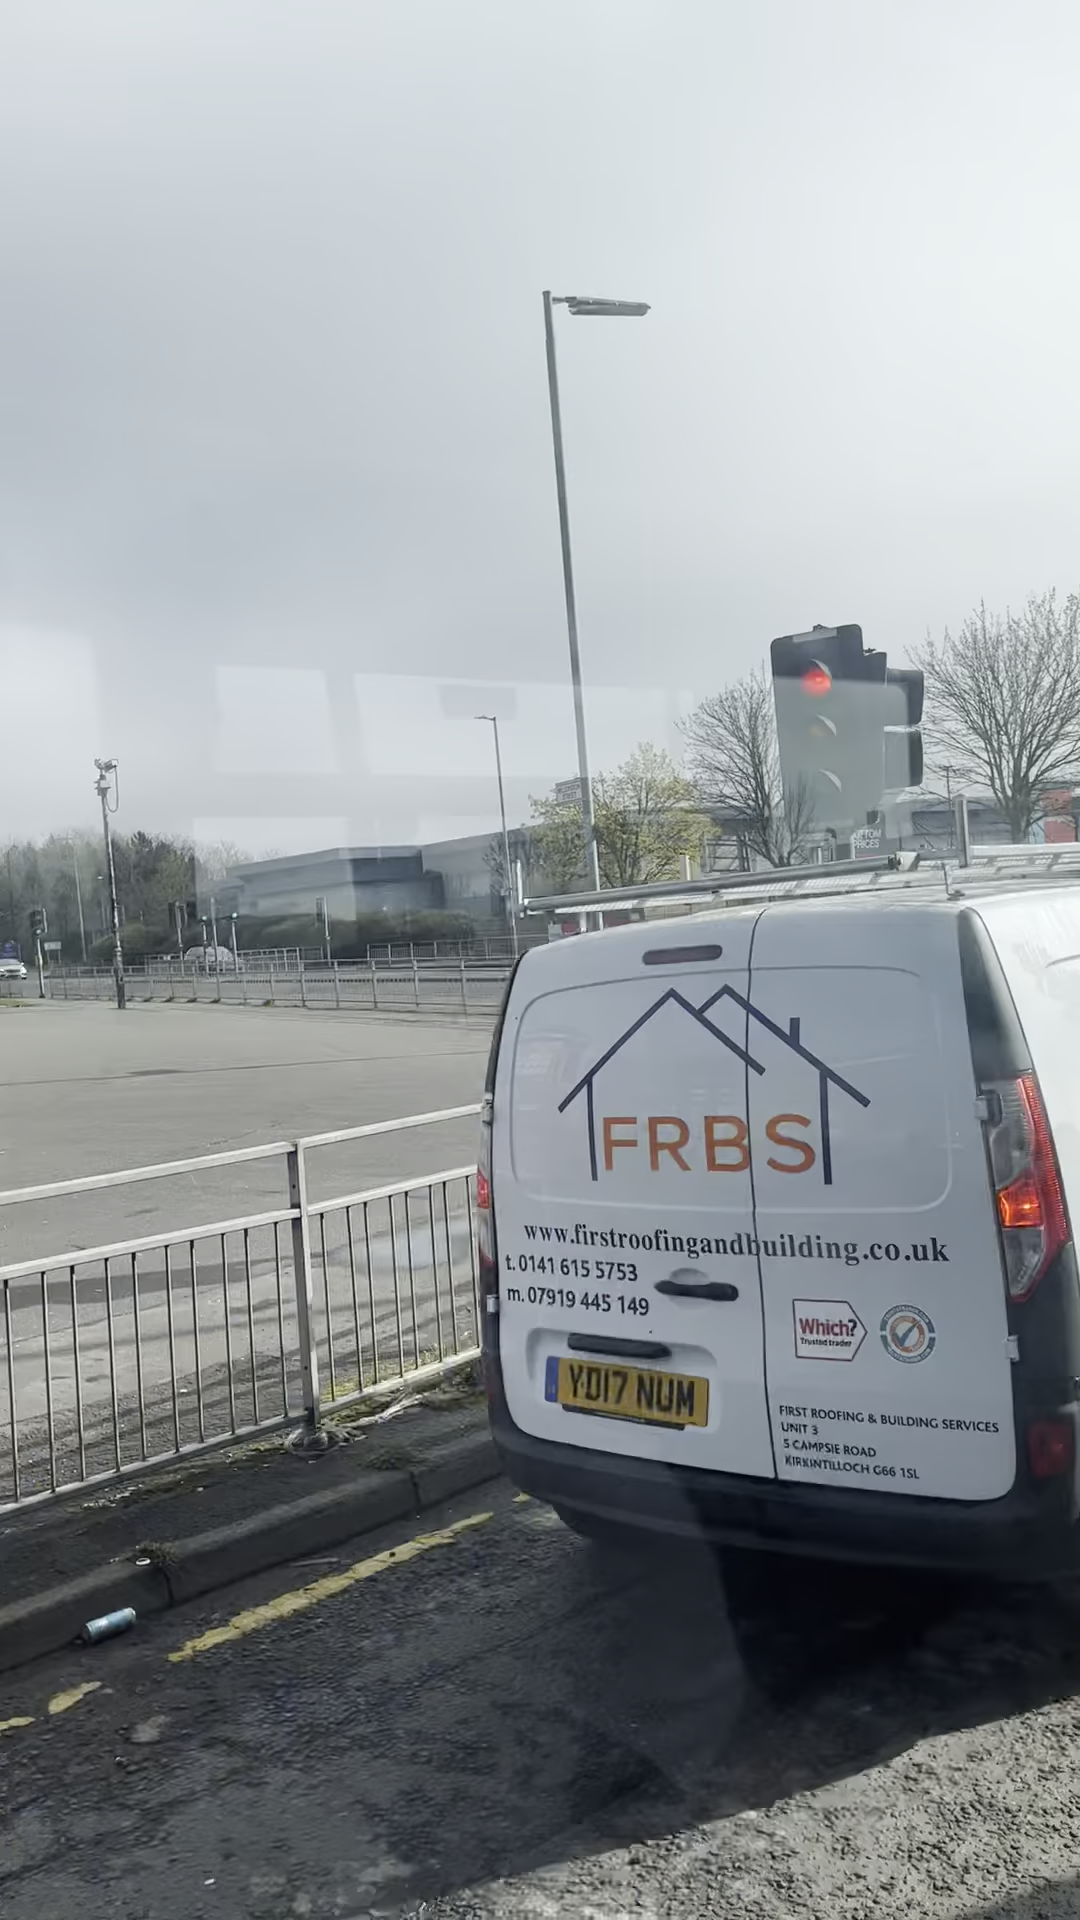 FRBS
www.firstroofingandbuilding.co.uk
t. 0141 615 5753
m. 07919 445 149
Which?
Trusted trader
YD17 NUM
FIRST ROOFING & BUILDING SERVICES
UNIT 3
5 CAMPSIE ROAD
KIRKINTILLOCH G66 1SL
PRICES